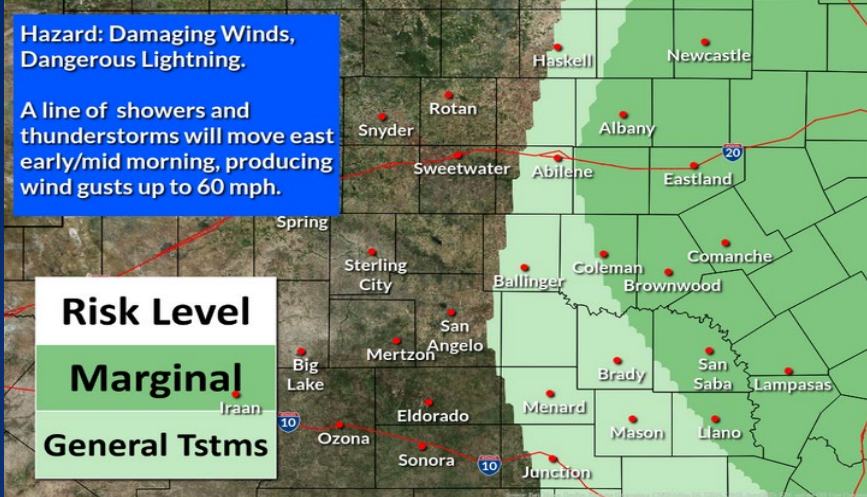 Hazard: Damaging Winds,
Dangerous Lightning.
A line of showers and
thunderstorms will move east
early/mid morning, producing
wind gusts up to 60 mph.
Haskell
Newcastle
Rotan
Snyder
Albany
20
Sweetwater
Abilene
Eastland
Spring
Sterling
City
Ballinger
Coleman
Comanche
Brownwood
Risk Level
Marginal
General Tstms
San
Angelo
Mertzon
Big
Lake
Brady
San
Saba
Lampasas
Iraan
10
Ozona
Eldorado
Menard
Mason
Llano
Sonora
10
Junction